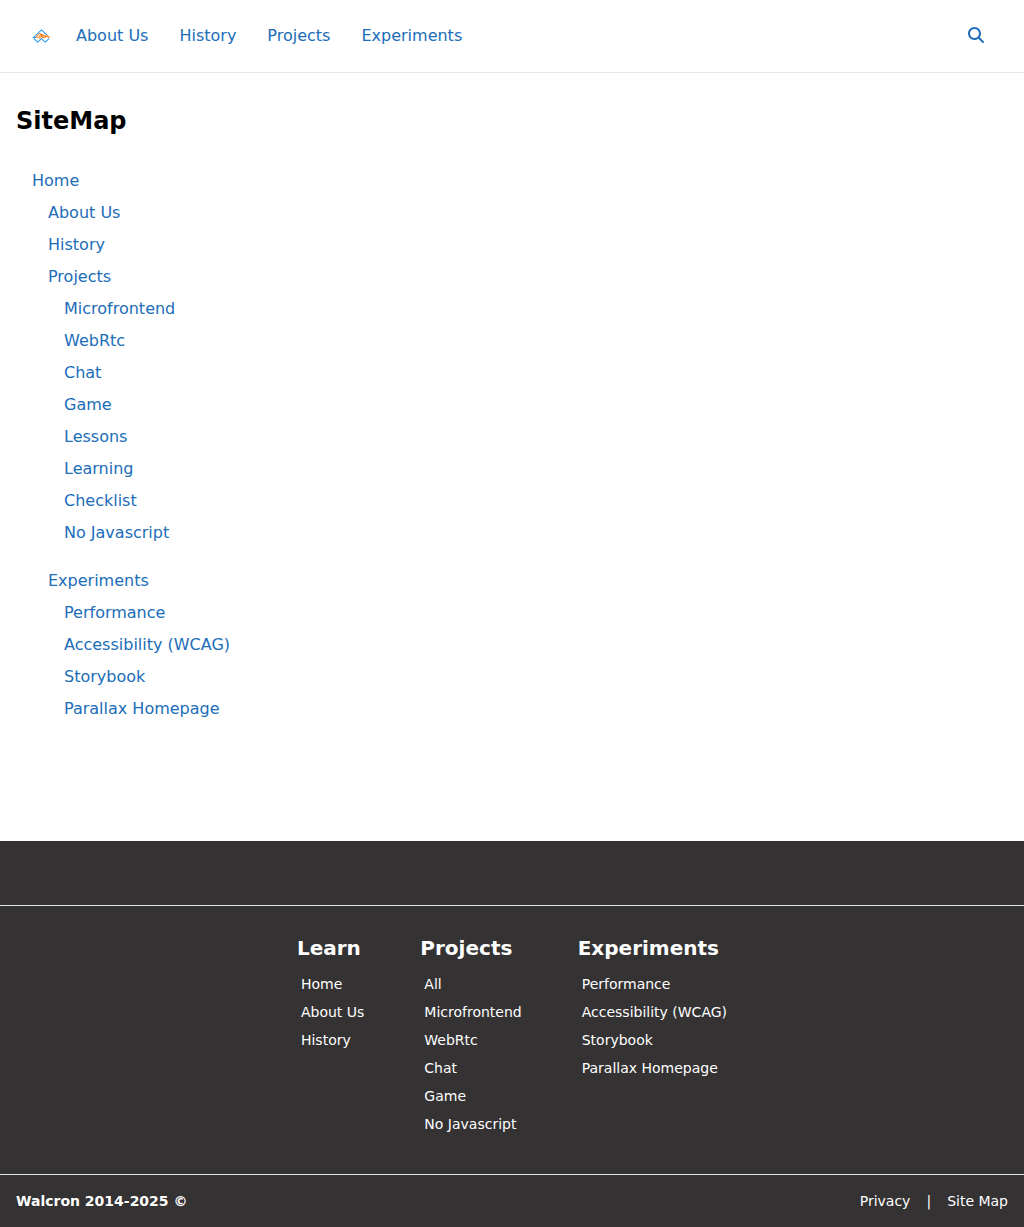 About Us History Projects Experiments
SiteMap
Home
About Us
History
Projects
Microfrontend
WebRtc
Chat
Game
Lessons
Learning
Checklist
No Javascript
Experiments
Performance
Accessibility (WCAG)
Storybook
Parallax Homepage
Learn
Home
About Us
History
Projects
All
Microfrontend
WebRtc
Chat
Game
No Javascript
Experiments
Performance
Accessibility (WCAG)
Storybook
Parallax Homepage
Walcron 2014-2025 ©
Privacy | Site Map